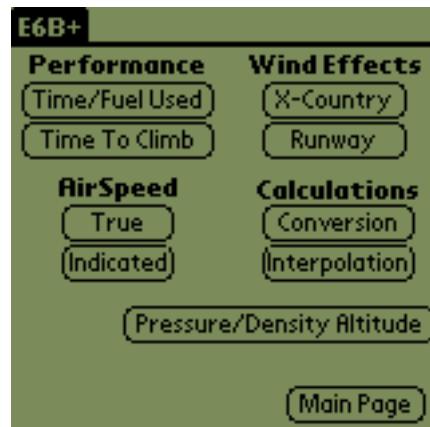 E6B+
Performance Wind Effects
Time/Fuel Used X-Country
Time To Climb Runway
AirSpeed Calculations
True Conversion
Indicated Interpolation
Pressure/Density Altitude
Main Page